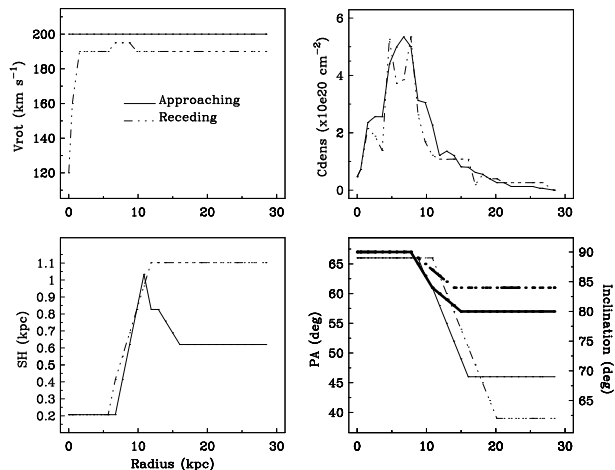 Vrot (km s⁻¹)
200
180
160
140
120
0 10 20 30
Approaching
Receding
Cdens (x10e20 cm⁻²)
6
4
2
0
0 10 20 30
SH (kpc)
1.1
1
0.9
0.8
0.7
0.6
0.5
0.4
0.3
0.2
0 10 20 30
Radius (kpc)
PA (deg)
65
60
55
50
45
40
0 10 20 30
90
85
80
75
70
65
Inclination (deg)
Radius (kpc)